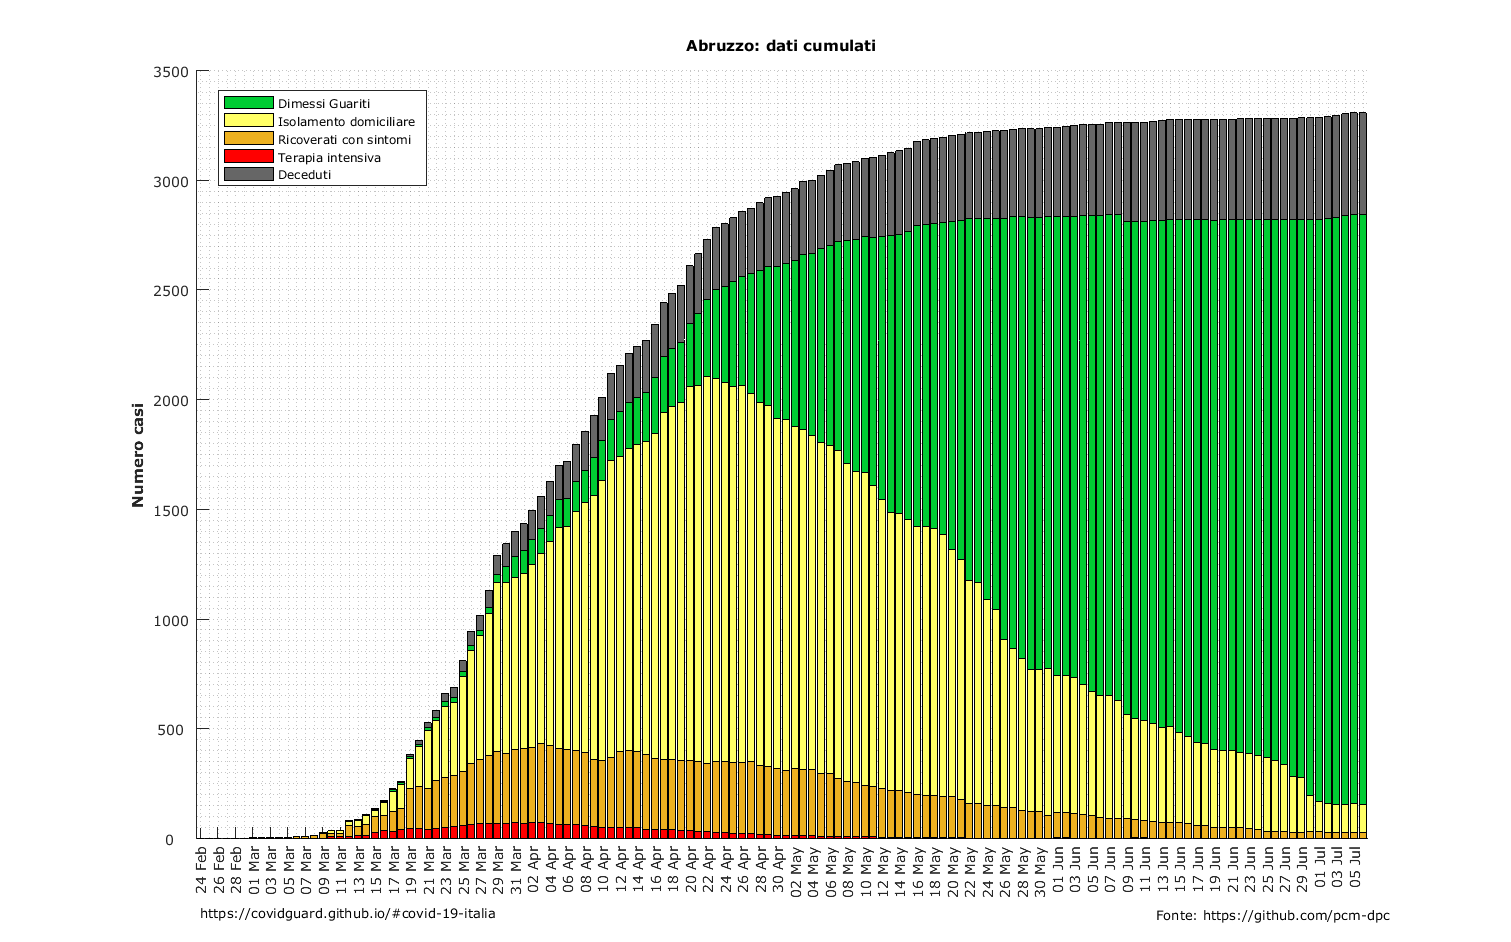 Abruzzo: dati cumulati
3500
3000
2500
2000
1500
1000
500
0
Numero casi
Dimessi Guariti
Isolamento domiciliare
Ricoverati con sintomi
Terapia intensiva
Deceduti
24 Feb
26 Feb
28 Feb
01 Mar
03 Mar
05 Mar
07 Mar
09 Mar
11 Mar
13 Mar
15 Mar
17 Mar
19 Mar
21 Mar
23 Mar
25 Mar
27 Mar
29 Mar
31 Mar
02 Apr
04 Apr
06 Apr
08 Apr
10 Apr
12 Apr
14 Apr
16 Apr
18 Apr
20 Apr
22 Apr
24 Apr
26 Apr
28 Apr
30 Apr
02 May
04 May
06 May
08 May
10 May
12 May
14 May
16 May
18 May
20 May
22 May
24 May
26 May
28 May
30 May
01 Jun
03 Jun
05 Jun
07 Jun
09 Jun
11 Jun
13 Jun
15 Jun
17 Jun
19 Jun
21 Jun
23 Jun
25 Jun
27 Jun
29 Jun
01 Jul
03 Jul
05 Jul
https://covidguard.github.io/#covid-19-italia
Fonte: https://github.com/pcm-dpc